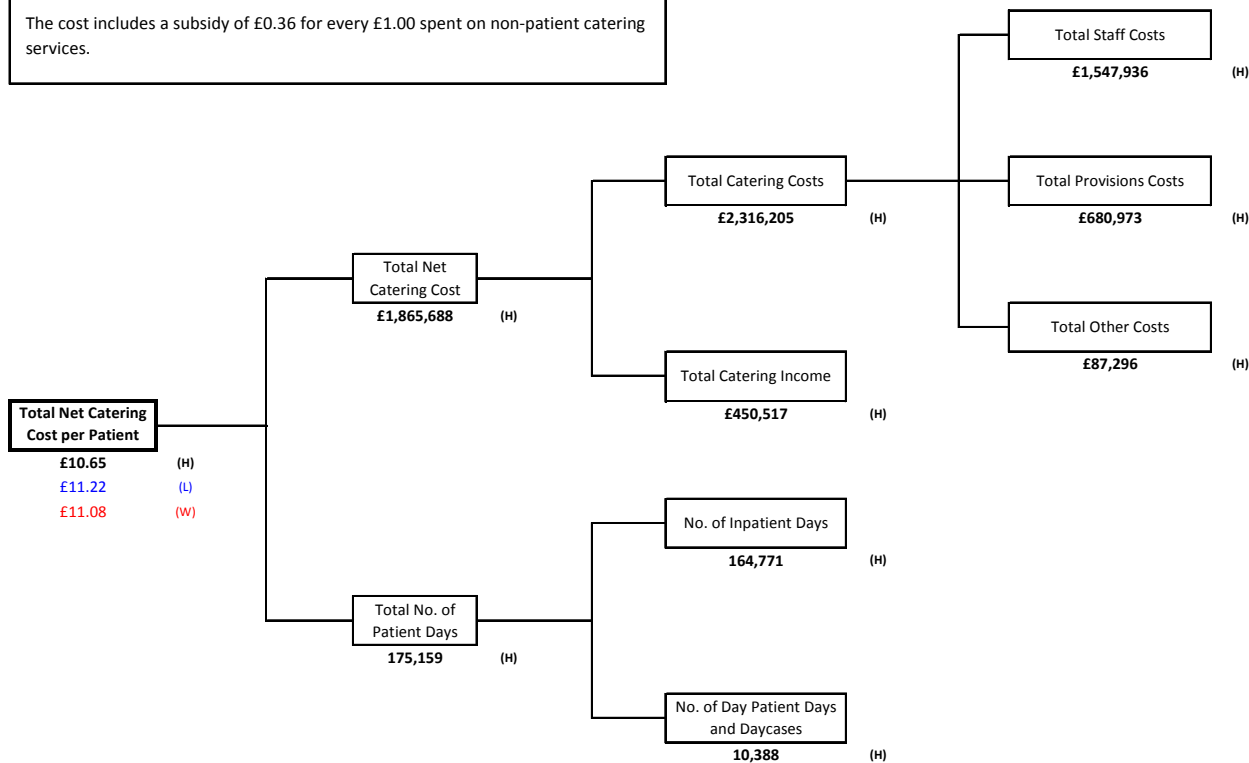 The cost includes a subsidy of £0.36 for every £1.00 spent on non-patient catering
services.
Total Staff Costs
£1,547,936 (H)
Total Catering Costs
£2,316,205 (H)
Total Provisions Costs
£680,973 (H)
Total Net
Catering Cost
£1,865,688 (H)
Total Other Costs
£87,296 (H)
Total Catering Income
£450,517 (H)
Total Net Catering
Cost per Patient
£10.65 (H)
£11.22 (L)
£11.08 (W)
No. of Inpatient Days
164,771 (H)
Total No. of
Patient Days
175,159 (H)
No. of Day Patient Days
and Daycases
10,388 (H)